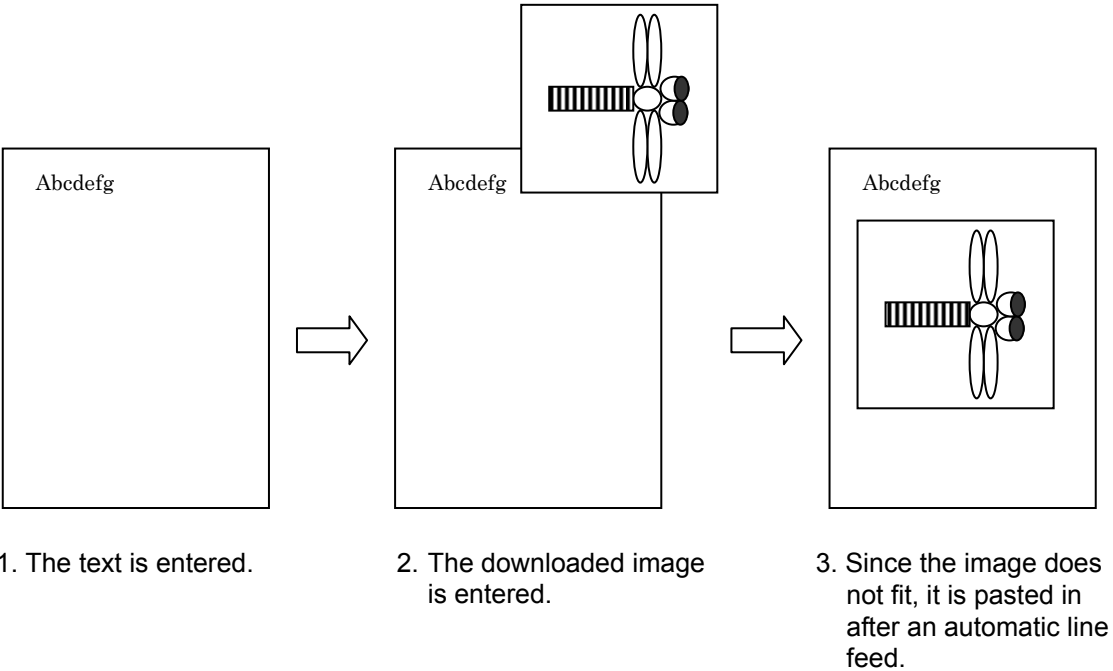 Abcdefg
Abcdefg
Abcdefg
1. The text is entered.
2. The downloaded image
is entered.
3. Since the image does
not fit, it is pasted in
after an automatic line
feed.